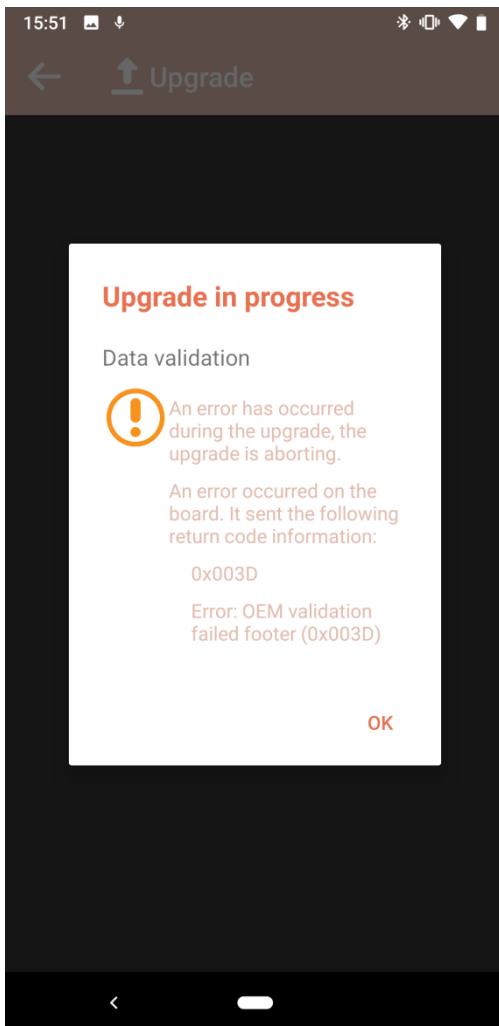 15:51
Upgrade
Upgrade in progress
Data validation
An error has occurred
during the upgrade, the
upgrade is aborting.
An error occurred on the
board. It sent the following
return code information:
0x003D
Error: OEM validation
failed footer (0x003D)
OK